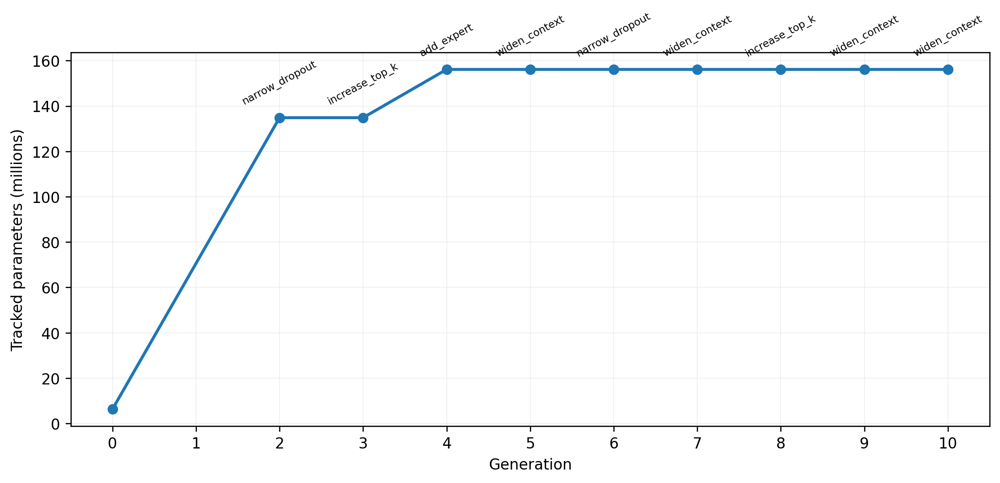 add_expert
widen_context
narrow_dropout
widen_context
increase_top_k
widen_context
widen_context
narrow_dropout
increase_top_k
Tracked parameters (millions)
160
140
120
100
80
60
40
20
0
0 1 2 3 4 5 6 7 8 9 10
Generation